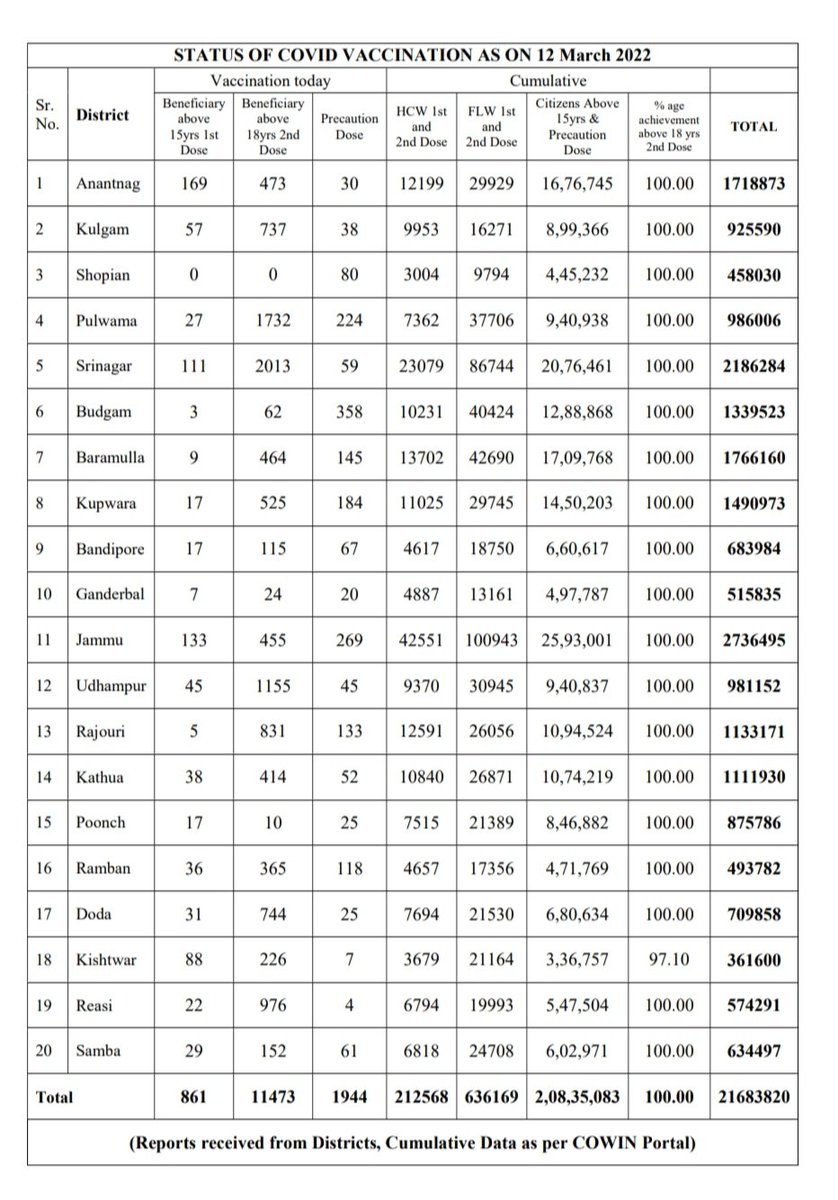 STATUS OF COVID VACCINATION AS ON 12 March 2022
Vaccination today Cumulative
Sr. No. District Beneficiary above 15yrs 1st Dose Beneficiary above 18yrs 2nd Dose Precaution Dose HCW 1st and 2nd Dose FLW 1st and 2nd Dose Citizens Above 15yrs & Precaution Dose % age achievement above 18 yrs 2nd Dose TOTAL
1 Anantnag 169 473 30 12199 29929 16,76,745 100.00 1718873
2 Kulgam 57 737 38 9953 16271 8,99,366 100.00 925590
3 Shopian 0 0 80 3004 9794 4,45,232 100.00 458030
4 Pulwama 27 1732 224 7362 37706 9,40,938 100.00 986006
5 Srinagar 111 2013 59 23079 86744 20,76,461 100.00 2186284
6 Budgam 3 62 358 10231 40424 12,88,868 100.00 1339523
7 Baramulla 9 464 145 13702 42690 17,09,768 100.00 1766160
8 Kupwara 17 525 184 11025 29745 14,50,203 100.00 1490973
9 Bandipore 17 115 67 4617 18750 6,60,617 100.00 683984
10 Ganderbal 7 24 20 4887 13161 4,97,787 100.00 515835
11 Jammu 133 455 269 42551 100943 25,93,001 100.00 2736495
12 Udhampur 45 1155 45 9370 30945 9,40,837 100.00 981152
13 Rajouri 5 831 133 12591 26056 10,94,524 100.00 1133171
14 Kathua 38 414 52 10840 26871 10,74,219 100.00 1111930
15 Poonch 17 10 25 7515 21389 8,46,882 100.00 875786
16 Ramban 36 365 118 4657 17356 4,71,769 100.00 493782
17 Doda 31 744 25 7694 21530 6,80,634 100.00 709858
18 Kishtwar 88 226 7 3679 21164 3,36,757 97.10 361600
19 Reasi 22 976 4 6794 19993 5,47,504 100.00 574291
20 Samba 29 152 61 6818 24708 6,02,971 100.00 634497
Total 861 11473 1944 212568 636169 2,08,35,083 100.00 21683820
(Reports received from Districts, Cumulative Data as per COWIN Portal)